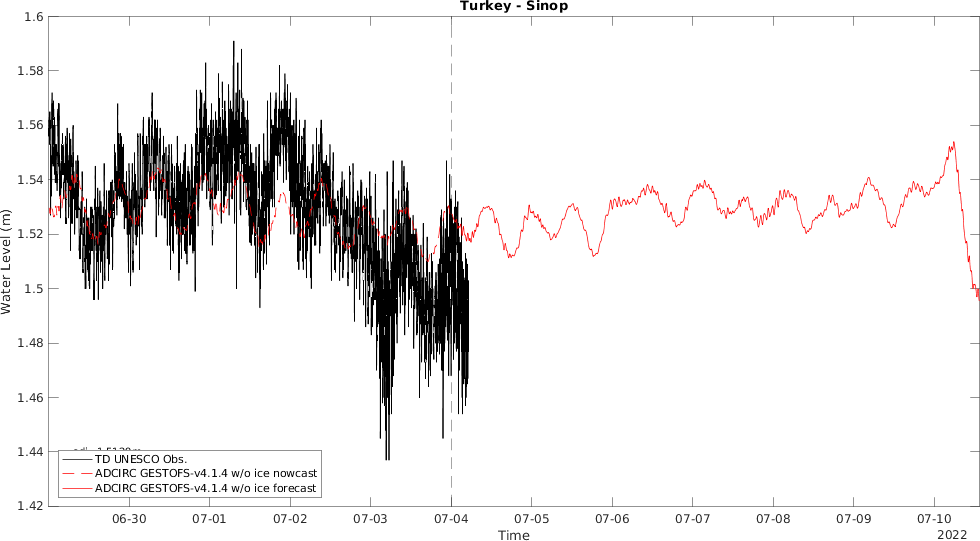 Turkey - Sinop
1.6
1.58
1.56
1.54
1.52
1.5
1.48
1.46
1.44
1.42
Water Level (m)
TD UNESCO Obs.
ADCIRC GESTOFS-v4.1.4 w/o ice nowcast
ADCIRC GESTOFS-v4.1.4 w/o ice forecast
06-30 07-01 07-02 07-03 07-04 07-05 07-06 07-07 07-08 07-09 07-10
Time
2022